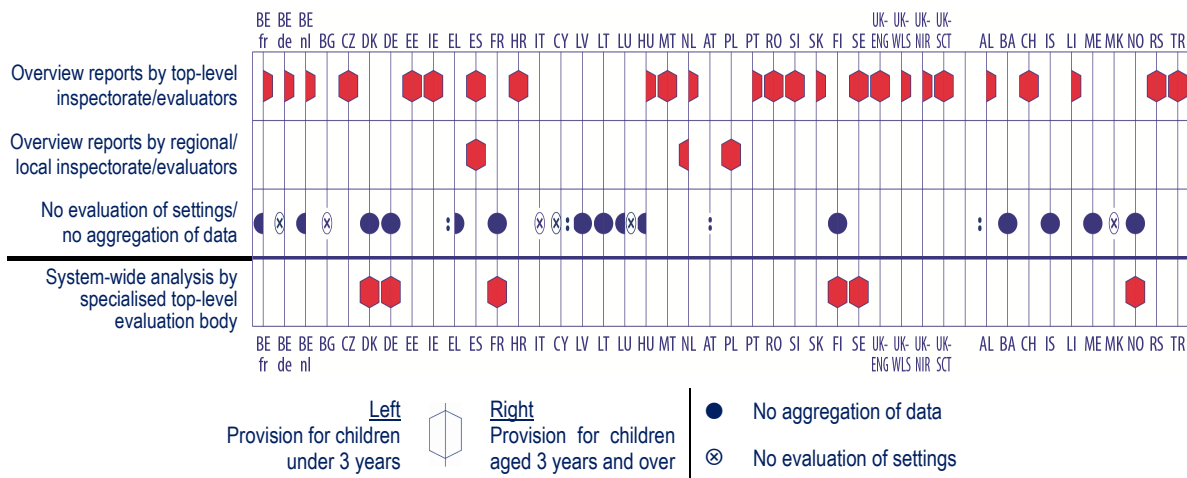 BE BE BE UK- UK- UK- UK-
fr de nl BG CZ DK DE EE IE EL ES FR HR IT CY LV LT LU HU MT NL AT PL PT RO SI SK FI SE ENG WLS NIR SCT AL BA CH IS LI ME MK NO RS TR
Overview reports by top-level
inspectorate/evaluators
Overview reports by regional/
local inspectorate/evaluators
No evaluation of settings/
no aggregation of data
: : : :
System-wide analysis by
specialised top-level
evaluation body
BE BE BE BG CZ DK DE EE IE EL ES FR HR IT CY LV LT LU HU MT NL AT PL PT RO SI SK FI SE UK- UK- UK- UK- AL BA CH IS LI ME MK NO RS TR
fr de nl ENG WLS NIR SCT
Left Right
Provision for children Provision for children
under 3 years aged 3 years and over
No aggregation of data
No evaluation of settings